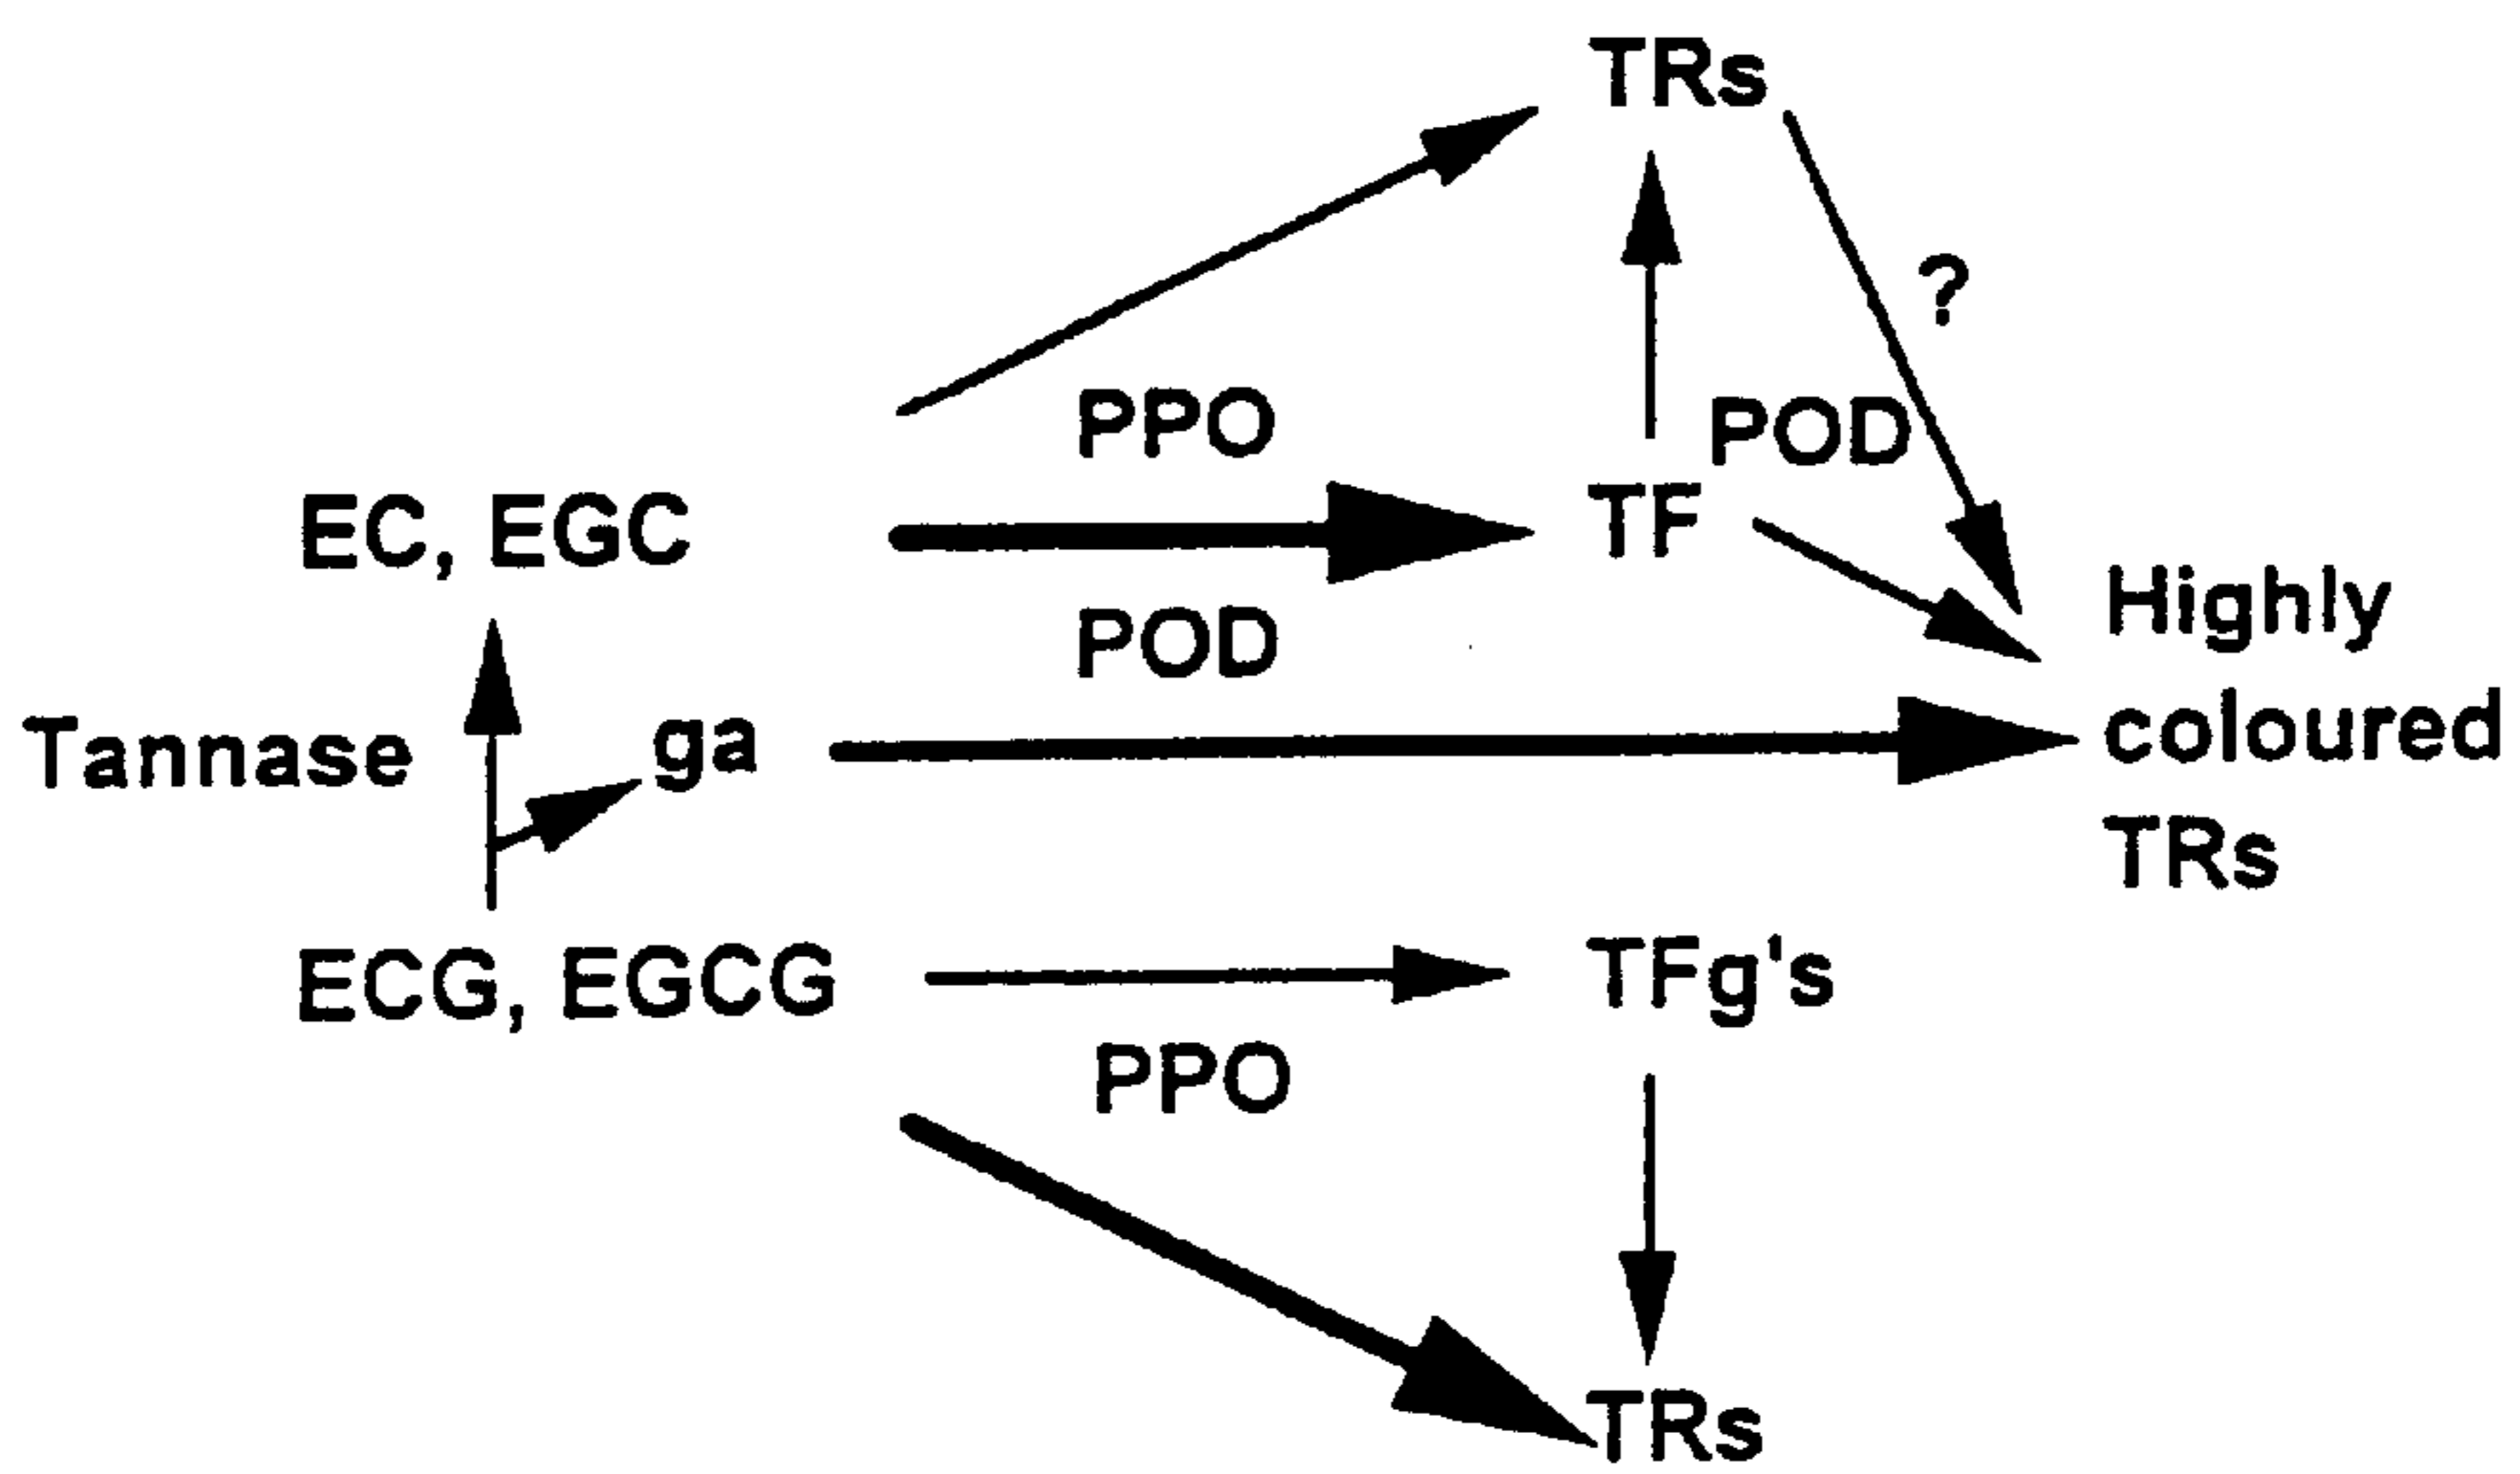 TRs
?
PPO
POD
EC, EGC
TF
Highly
POD
Tannase
ga
coloured
TRs
ECG, EGCG
TFg's
PPO
TRs